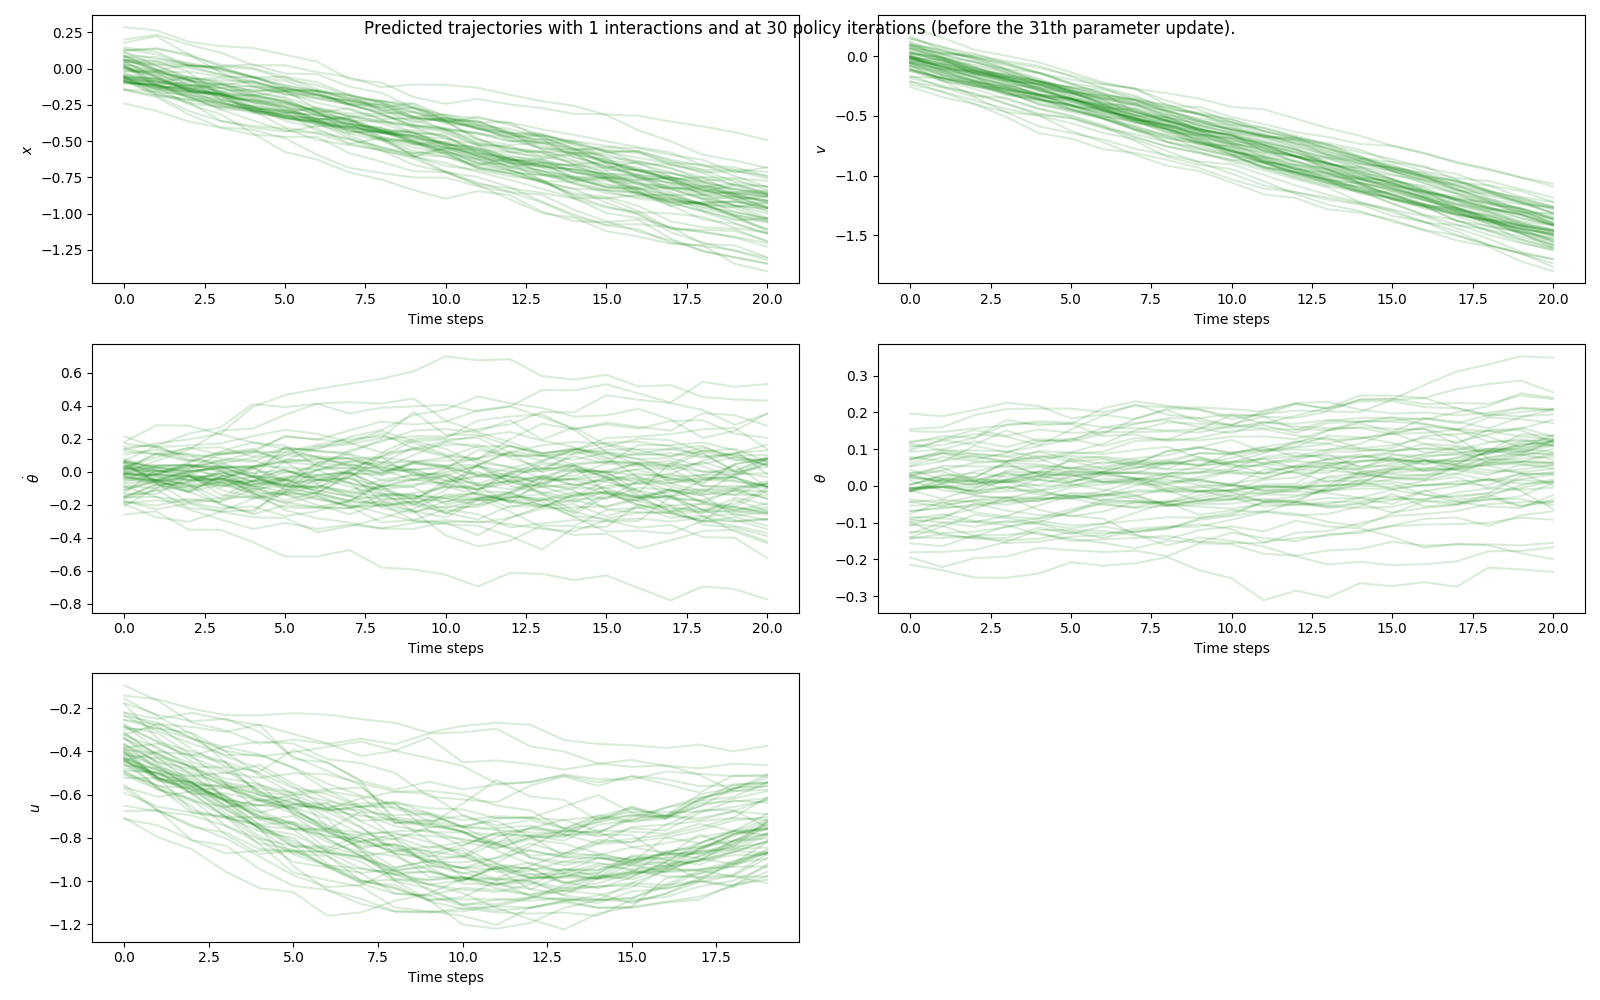 Predicted trajectories with 1 interactions and at 30 policy iterations (before the 31th parameter update).
0.25
0.00
−0.25
−0.50
−0.75
−1.00
−1.25
x
0.0 2.5 5.0 7.5 10.0 12.5 15.0 17.5 20.0
Time steps
0.0
−0.5
−1.0
−1.5
v
0.0 2.5 5.0 7.5 10.0 12.5 15.0 17.5 20.0
Time steps
0.6
0.4
0.2
0.0
−0.2
−0.4
−0.6
−0.8
θ̇
0.0 2.5 5.0 7.5 10.0 12.5 15.0 17.5 20.0
Time steps
0.3
0.2
0.1
0.0
−0.1
−0.2
−0.3
θ
0.0 2.5 5.0 7.5 10.0 12.5 15.0 17.5 20.0
Time steps
−0.2
−0.4
−0.6
−0.8
−1.0
−1.2
u
0.0 2.5 5.0 7.5 10.0 12.5 15.0 17.5
Time steps